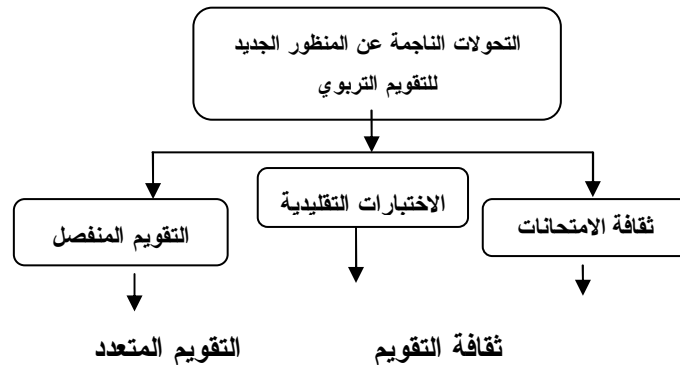 التحولات الناجمة عن المنظور الجديد
للتقويم التربوي
ثقافة الامتحانات
الاختبارات التقليدية
التقويم المنفصل
ثقافة التقويم
التقويم المتعدد